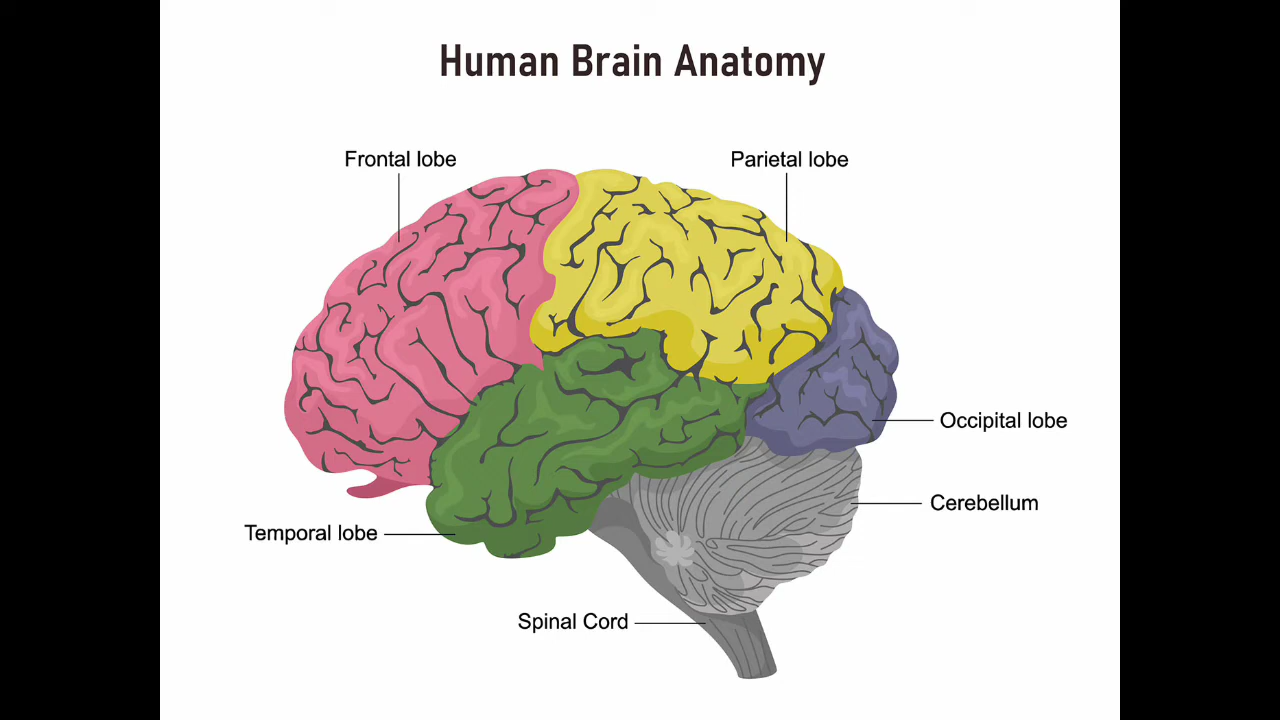 Human Brain Anatomy
Frontal lobe
Parietal lobe
Occipital lobe
Cerebellum
Temporal lobe
Spinal Cord